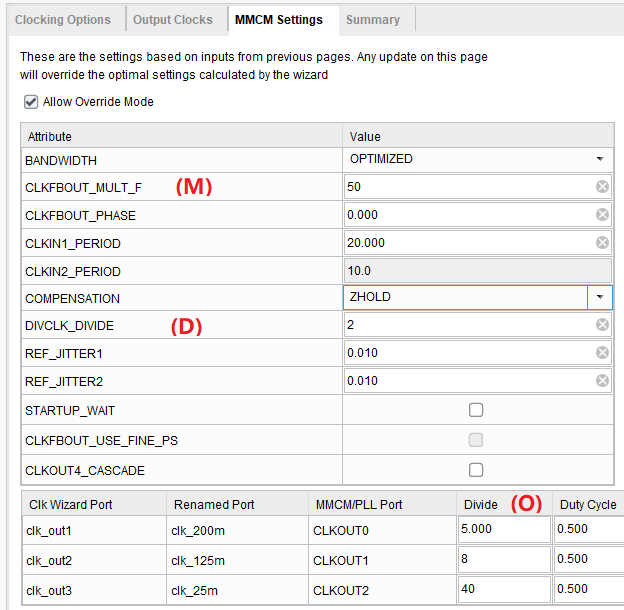 Clocking Options Output Clocks MMCM Settings Summary
These are the settings based on inputs from previous pages. Any update on this page
will override the optimal settings calculated by the wizard
Allow Override Mode
Attribute Value
BANDWIDTH OPTIMIZED
CLKFBOUT_MULT_F (M) 50
CLKFBOUT_PHASE 0.000
CLKIN1_PERIOD 20.000
CLKIN2_PERIOD 10.0
COMPENSATION ZHOLD
DIVCLK_DIVIDE (D) 2
REF_JITTER1 0.010
REF_JITTER2 0.010
STARTUP_WAIT
CLKFBOUT_USE_FINE_PS
CLKOUT4_CASCADE
Clk Wizard Port Renamed Port MMCM/PLL Port Divide (O) Duty Cycle
clk_out1 clk_200m CLKOUT0 5.000 0.500
clk_out2 clk_125m CLKOUT1 8 0.500
clk_out3 clk_25m CLKOUT2 40 0.500